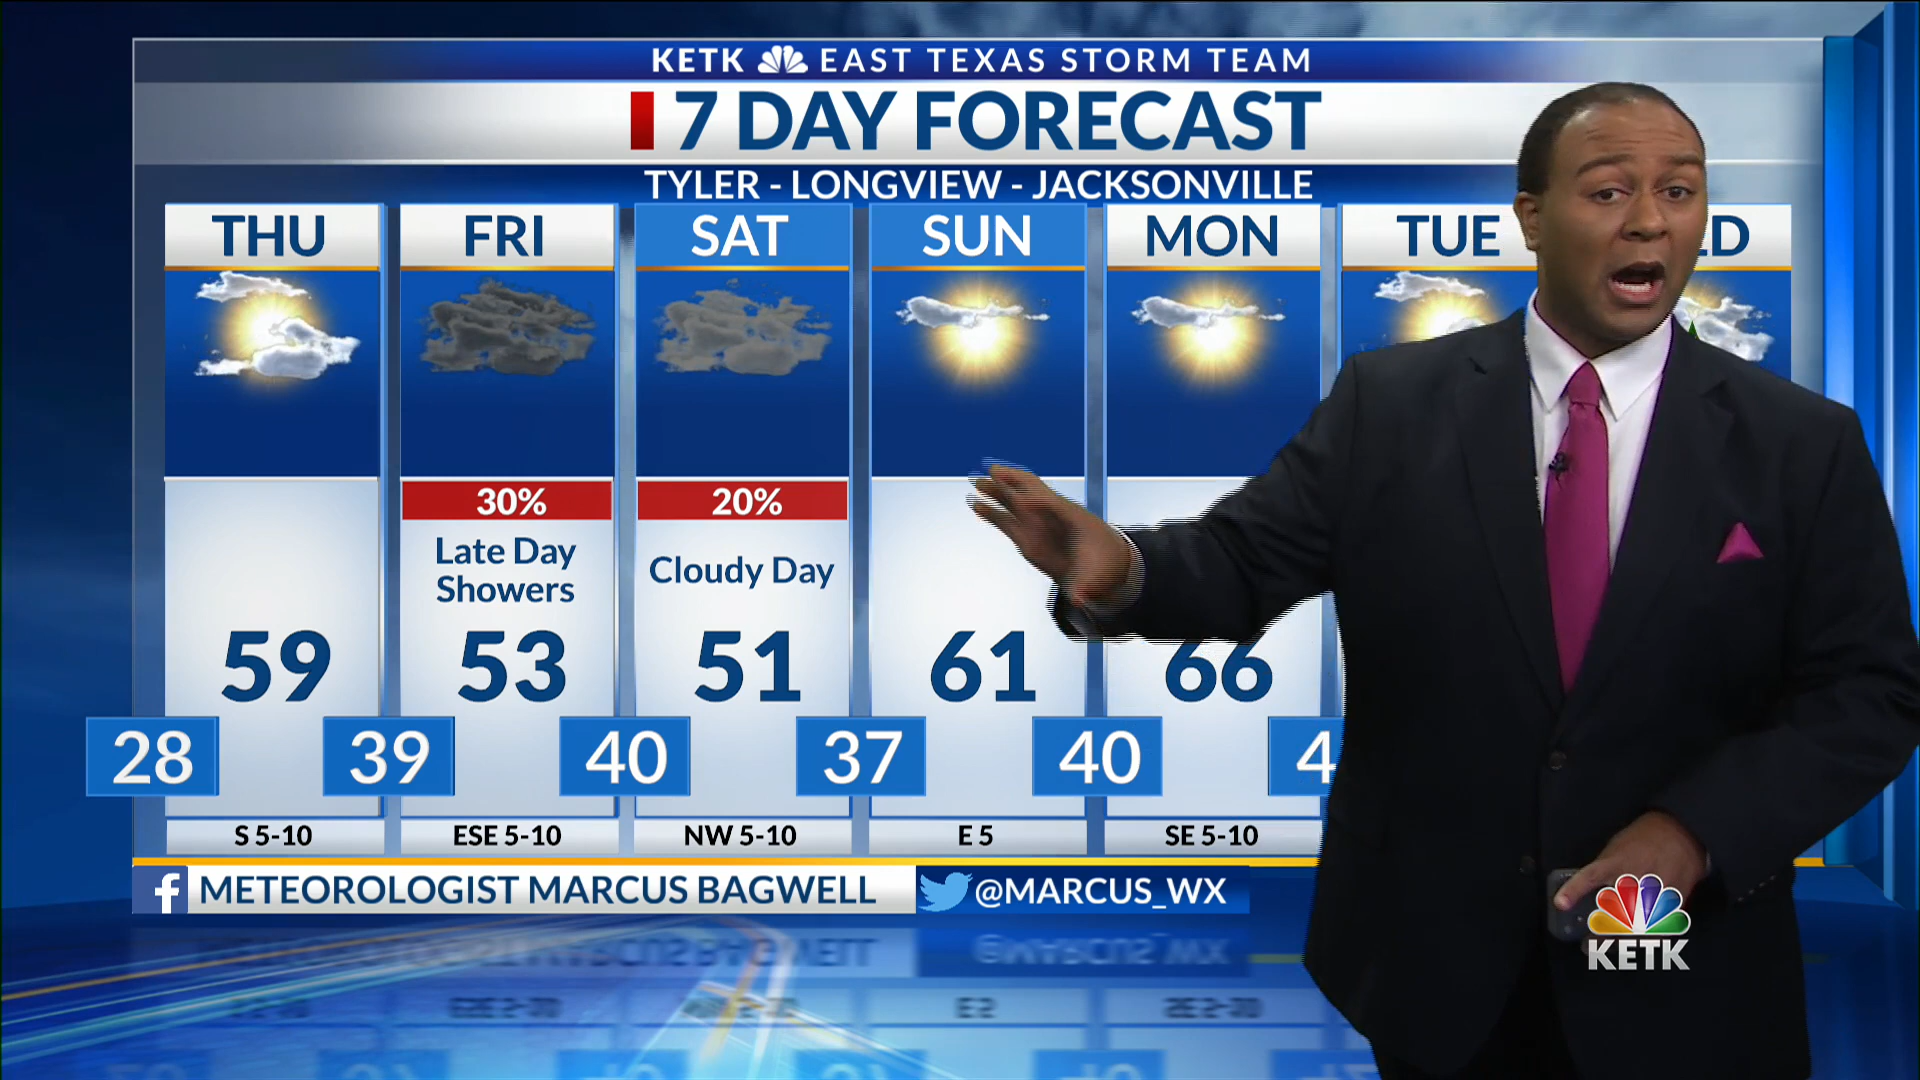 KETK EAST TEXAS STORM TEAM
7 DAY FORECAST
TYLER - LONGVIEW - JACKSONVILLE
THU FRI SAT SUN MON TUE
30% 20%
Late Day
Showers
Cloudy Day
59 53 51 61 66
28 39 40 37 40
S 5-10 ESE 5-10 NW 5-10 E 5 SE 5-10
METEOROLOGIST MARCUS BAGWELL @MARCUS_WX
KETK